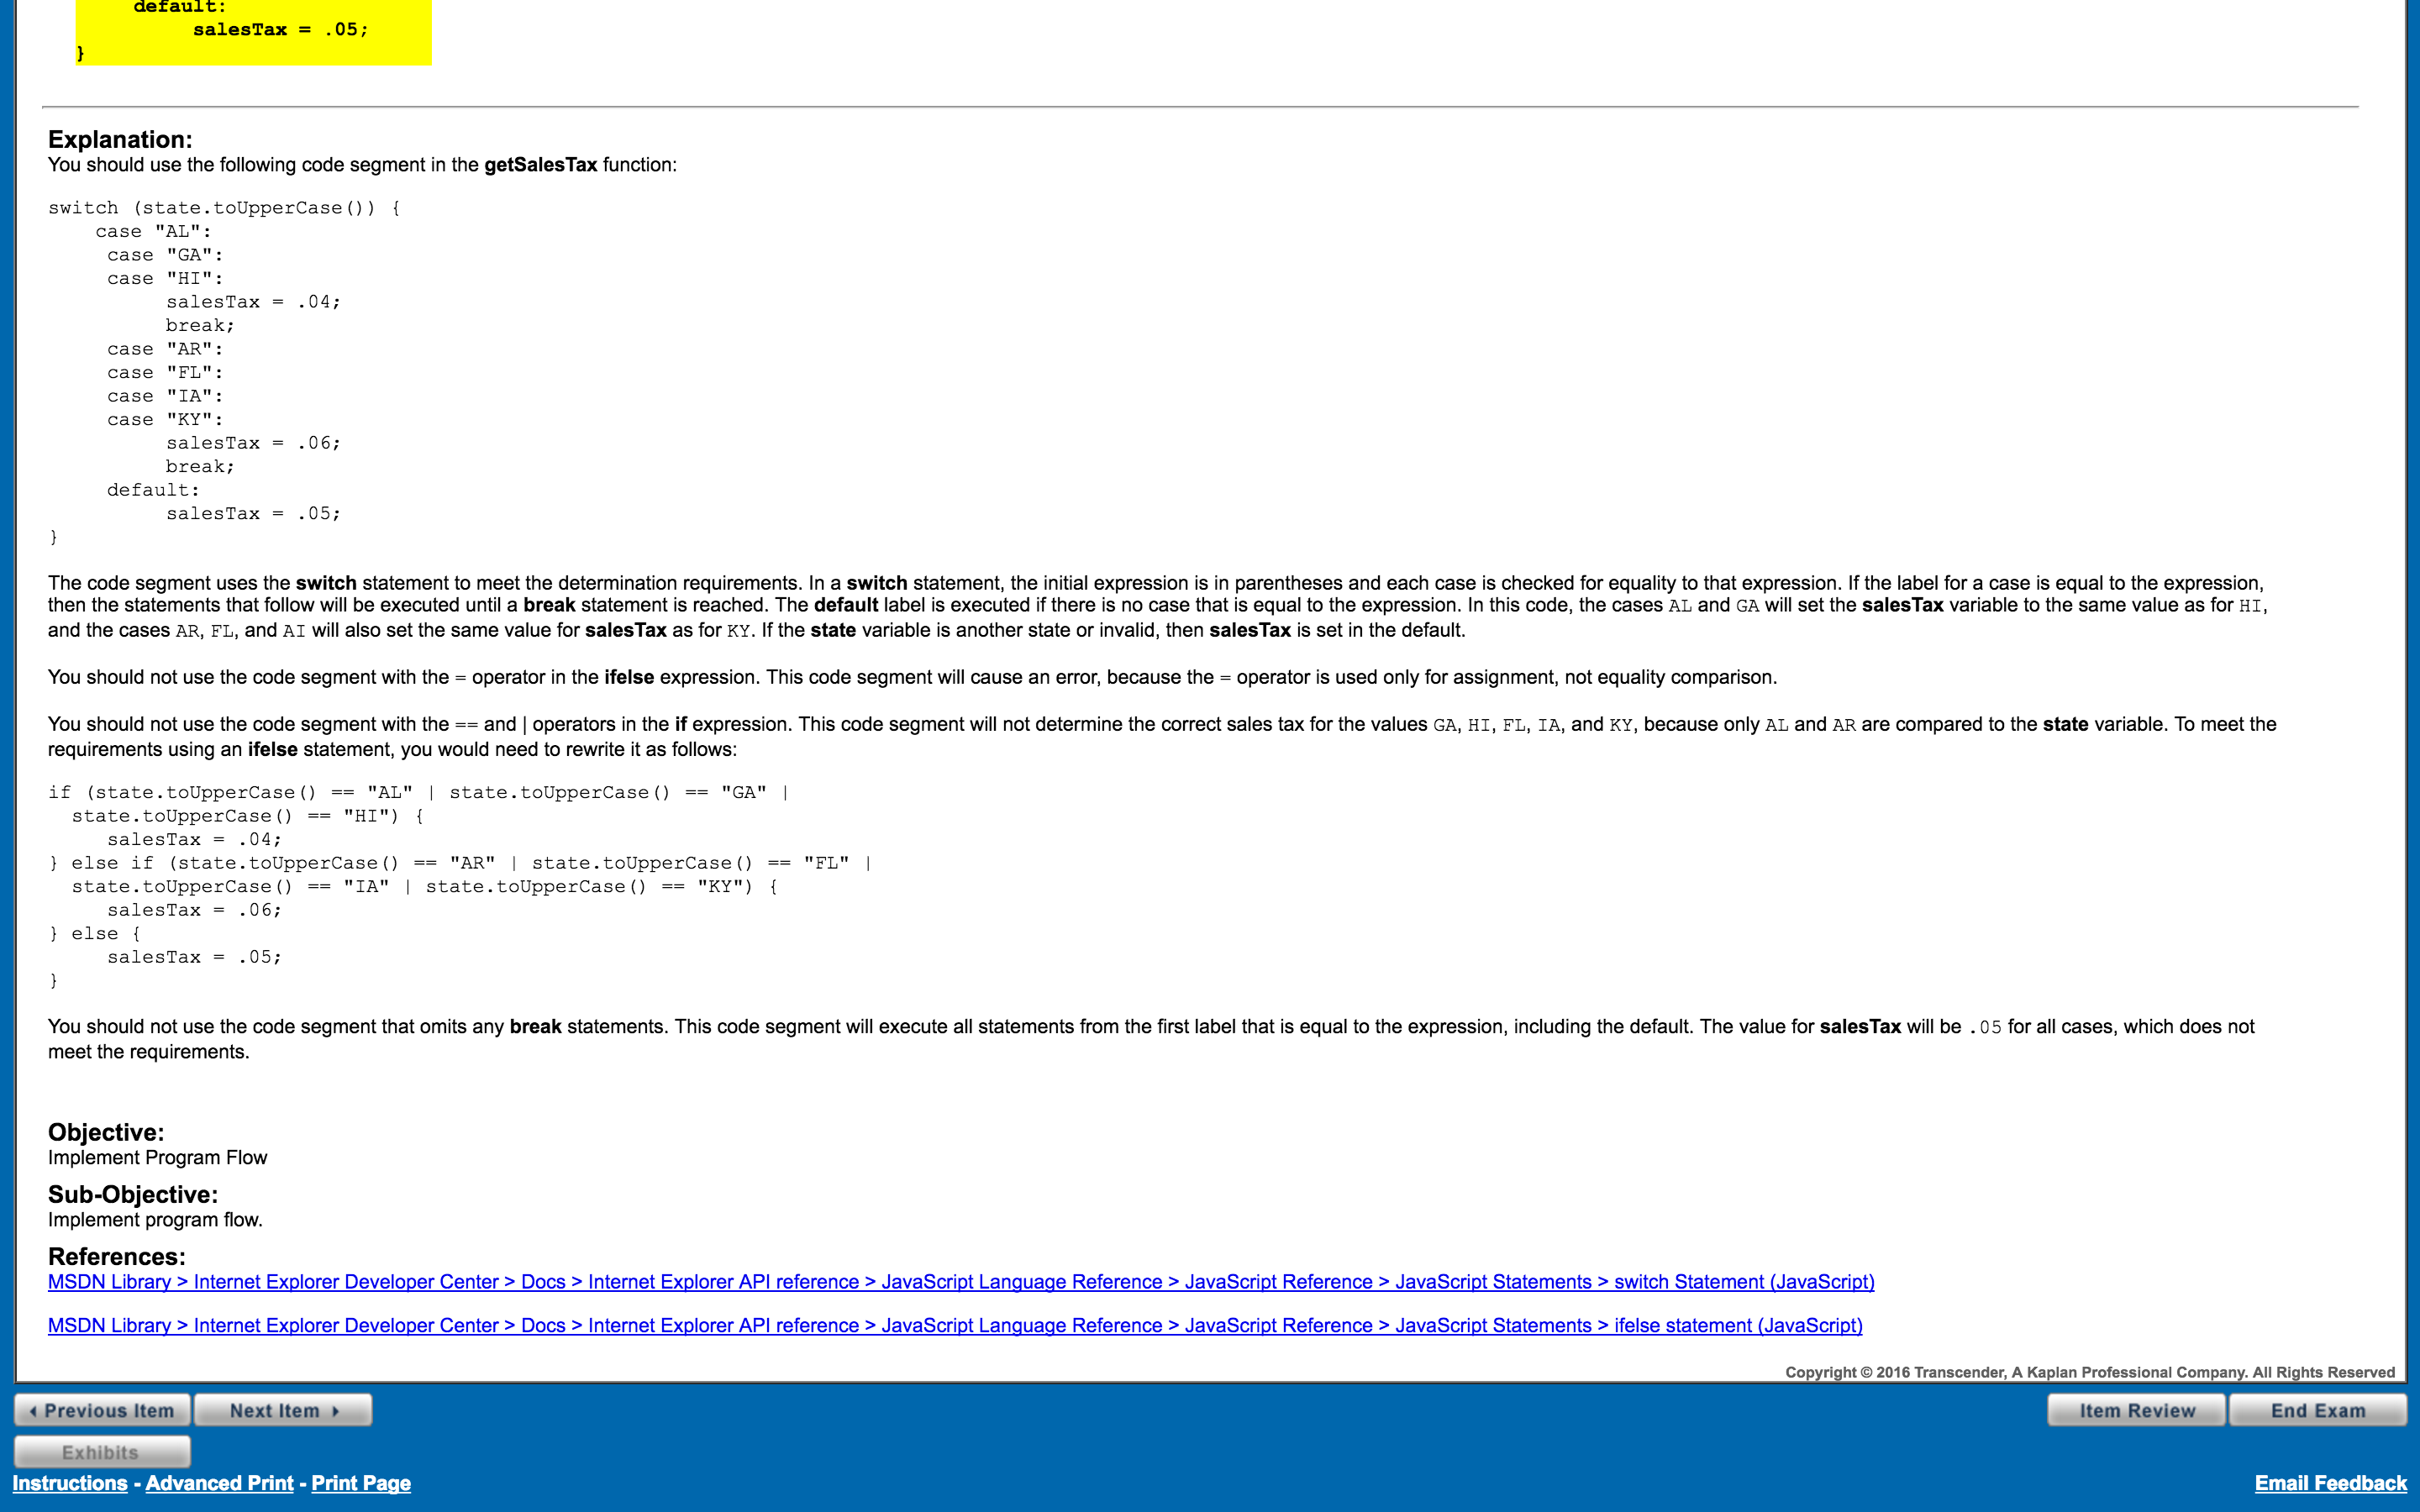 default:
salesTax = .05;
}
Explanation:
You should use the following code segment in the getSalesTax function:
switch (state.toUpperCase()) {
    case "AL":
     case "GA":
     case "HI":
          salesTax = .04;
          break;
     case "AR":
     case "FL":
     case "IA":
     case "KY":
          salesTax = .06;
          break;
     default:
          salesTax = .05;
}
The code segment uses the switch statement to meet the determination requirements. In a switch statement, the initial expression is in parentheses and each case is checked for equality to that expression. If the label for a case is equal to the expression,
then the statements that follow will be executed until a break statement is reached. The default label is executed if there is no case that is equal to the expression. In this code, the cases AL and GA will set the salesTax variable to the same value as for HI,
and the cases AR, FL, and AI will also set the same value for salesTax as for KY. If the state variable is another state or invalid, then salesTax is set in the default.
You should not use the code segment with the = operator in the ifelse expression. This code segment will cause an error, because the = operator is used only for assignment, not equality comparison.
You should not use the code segment with the == and | operators in the if expression. This code segment will not determine the correct sales tax for the values GA, HI, FL, IA, and KY, because only AL and AR are compared to the state variable. To meet the
requirements using an ifelse statement, you would need to rewrite it as follows:
if (state.toUpperCase() == "AL" | state.toUpperCase() == "GA" |
  state.toUpperCase() == "HI") {
     salesTax = .04;
} else if (state.toUpperCase() == "AR" | state.toUpperCase() == "FL" |
  state.toUpperCase() == "IA" | state.toUpperCase() == "KY") {
     salesTax = .06;
} else {
     salesTax = .05;
}
You should not use the code segment that omits any break statements. This code segment will execute all statements from the first label that is equal to the expression, including the default. The value for salesTax will be .05 for all cases, which does not
meet the requirements.
Objective:
Implement Program Flow
Sub-Objective:
Implement program flow.
References:
MSDN Library > Internet Explorer Developer Center > Docs > Internet Explorer API reference > JavaScript Language Reference > JavaScript Reference > JavaScript Statements > switch Statement (JavaScript)
MSDN Library > Internet Explorer Developer Center > Docs > Internet Explorer API reference > JavaScript Language Reference > JavaScript Reference > JavaScript Statements > ifelse statement (JavaScript)
Copyright © 2016 Transcender, A Kaplan Professional Company. All Rights Reserved
Previous Item Next Item Item Review End Exam
Exhibits
Instructions - Advanced Print - Print Page Email Feedback